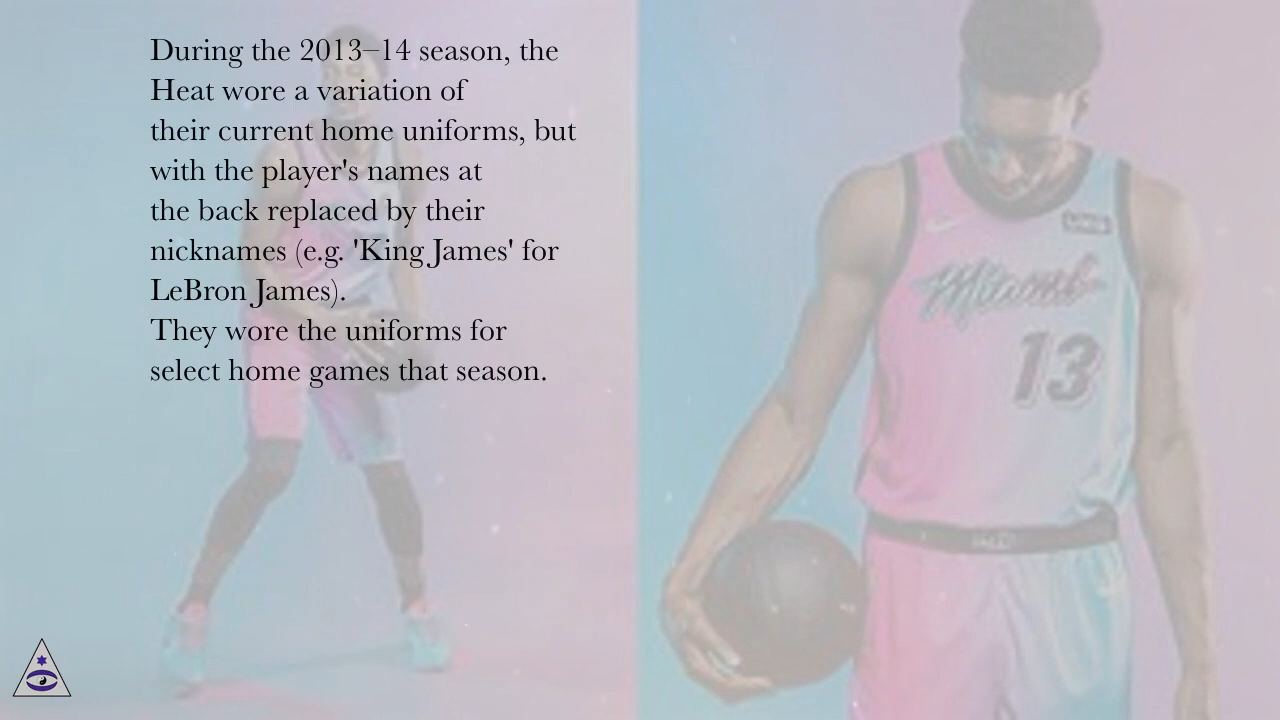 During the 2013–14 season, the
Heat wore a variation of
their current home uniforms, but
with the player's names at
the back replaced by their
nicknames (e.g. 'King James' for
LeBron James).
They wore the uniforms for
select home games that season.
Miami
13